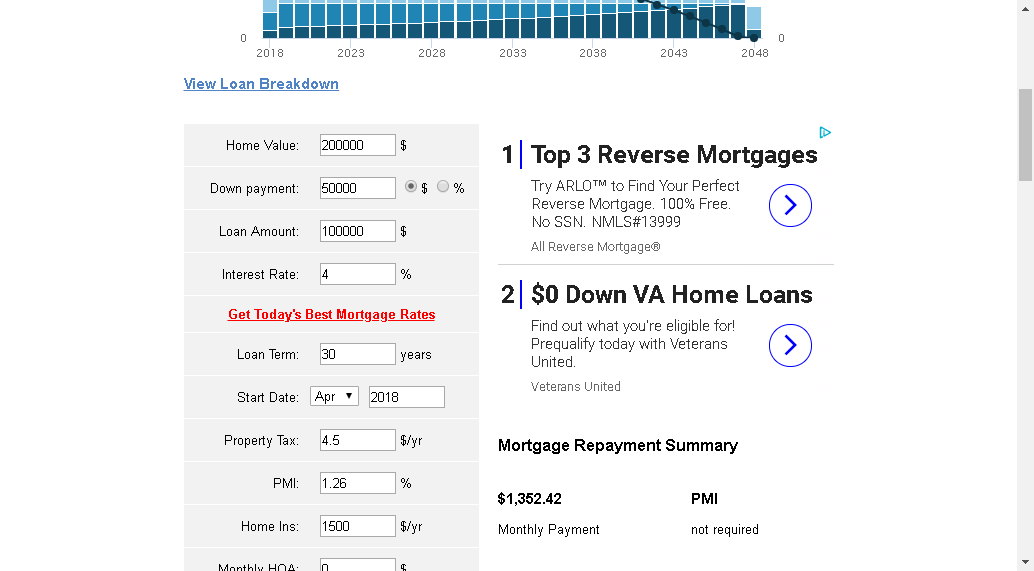 0 0
2018 2023 2028 2033 2038 2043 2048
View Loan Breakdown
Home Value: 200000 $
Down payment: 50000 $ %
Loan Amount: 100000 $
Interest Rate: 4 %
Get Today's Best Mortgage Rates
Loan Term: 30 years
Start Date: Apr 2018
Property Tax: 4.5 $/yr
PMI: 1.26 %
Home Ins: 1500 $/yr
Monthly HOA: 0 $
1 Top 3 Reverse Mortgages
Try ARLO™ to Find Your Perfect
Reverse Mortgage. 100% Free.
No SSN. NMLS#13999
All Reverse Mortgage®
2 $0 Down VA Home Loans
Find out what you're eligible for!
Prequalify today with Veterans
United.
Veterans United
Mortgage Repayment Summary
$1,352.42 PMI
Monthly Payment not required